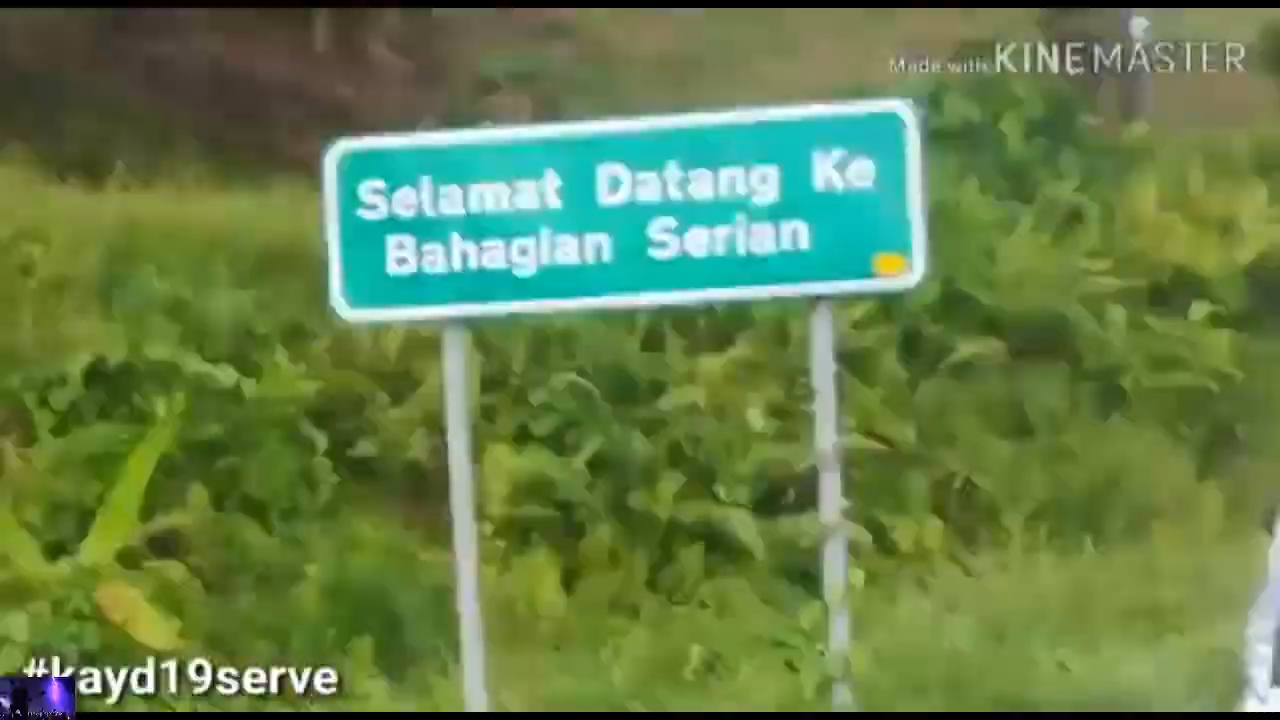 Made with KINEMASTER
Selamat Datang Ke
Bahagian Serian
#kayd19serve